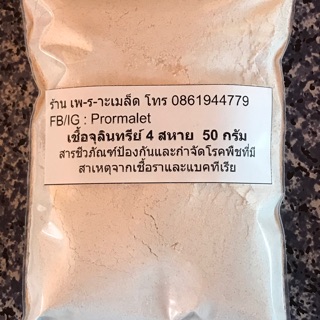 ร้าน เพ-ร-าะเมล็ด โทร 0861944779
FB/IG : Prormalet
เชื้อจุลินทรีย์ 4 สหาย 50 กรัม
สารชีวภัณฑ์ป้องกันและกำจัดโรคพืชที่มี
สาเหตุจากเชื้อราและแบคทีเรีย